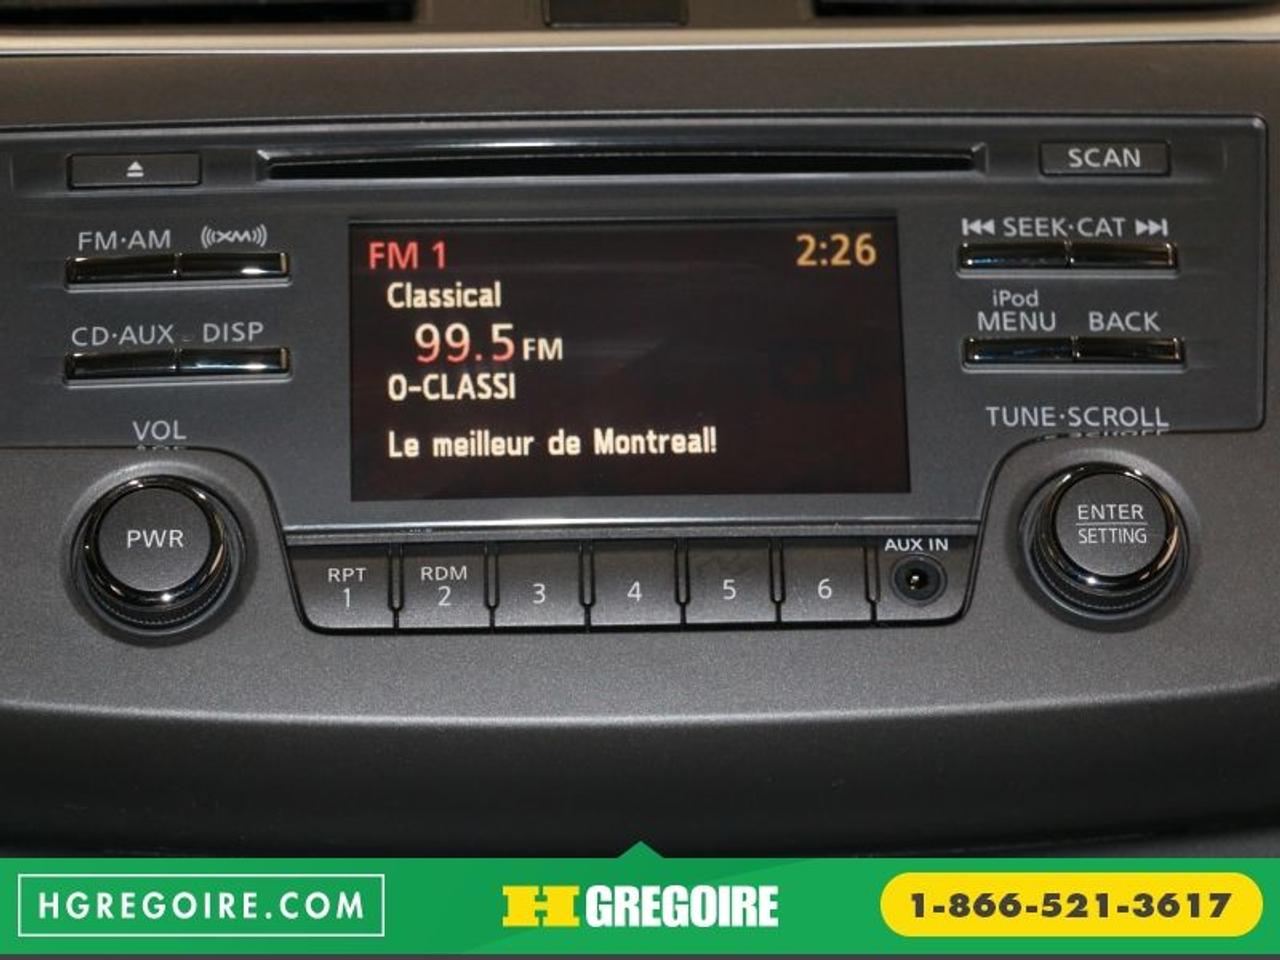 SCAN
FM·AM (((XM)))
SEEK·CAT
FM 1 2:26
Classical
99.5 FM
O-CLASSI
Le meilleur de Montreal!
CD·AUX DISP
iPod
MENU BACK
VOL
TUNE·SCROLL
PWR
ENTER
SETTING
AUX IN
RPT
1
RDM
2
3
4
5
6
HGREGOIRE.COM
H GREGOIRE
1-866-521-3617